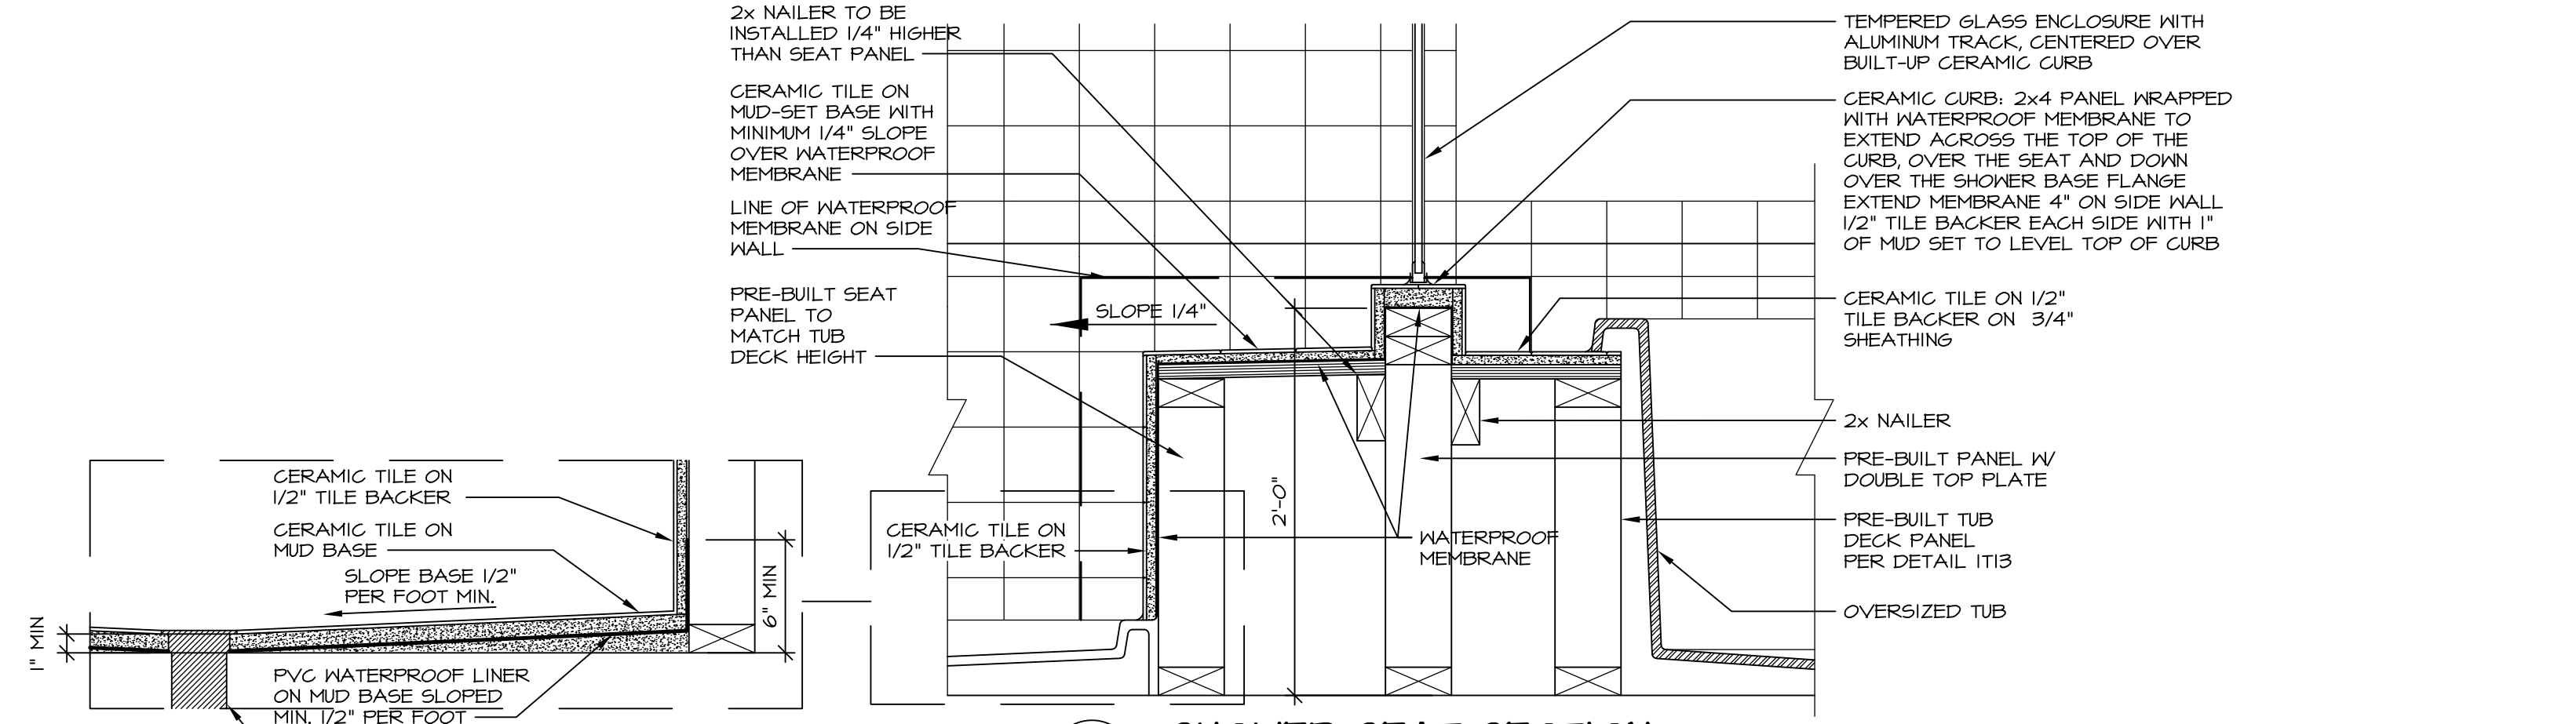 2x NAILER TO BE
INSTALLED 1/4" HIGHER
THAN SEAT PANEL
CERAMIC TILE ON
MUD-SET BASE WITH
MINIMUM 1/4" SLOPE
OVER WATERPROOF
MEMBRANE
LINE OF WATERPROOF
MEMBRANE ON SIDE
WALL
PRE-BUILT SEAT
PANEL TO
MATCH TUB
DECK HEIGHT
SLOPE 1/4"
TEMPERED GLASS ENCLOSURE WITH
ALUMINUM TRACK, CENTERED OVER
BUILT-UP CERAMIC CURB
CERAMIC CURB: 2x4 PANEL WRAPPED
WITH WATERPROOF MEMBRANE TO
EXTEND ACROSS THE TOP OF THE
CURB, OVER THE SEAT AND DOWN
OVER THE SHOWER BASE FLANGE
EXTEND MEMBRANE 4" ON SIDE WALL
1/2" TILE BACKER EACH SIDE WITH 1"
OF MUD SET TO LEVEL TOP OF CURB
CERAMIC TILE ON 1/2"
TILE BACKER ON 3/4"
SHEATHING
2x NAILER
PRE-BUILT PANEL W/
DOUBLE TOP PLATE
PRE-BUILT TUB
DECK PANEL
PER DETAIL 1T13
OVERSIZED TUB
2'-0"
WATERPROOF
MEMBRANE
CERAMIC TILE ON
1/2" TILE BACKER
CERAMIC TILE ON
1/2" TILE BACKER
CERAMIC TILE ON
MUD BASE
SLOPE BASE 1/2"
PER FOOT MIN.
6" MIN
1" MIN
PVC WATERPROOF LINER
ON MUD BASE SLOPED
MIN. 1/2" PER FOOT